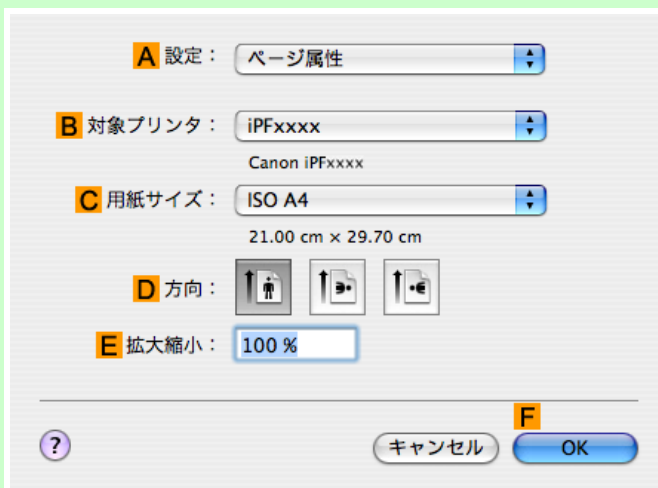 A 設定： ページ属性
B 対象プリンタ： iPFxxxx
Canon iPFxxxx
C 用紙サイズ： ISO A4
21.00 cm × 29.70 cm
D 方向：
E 拡大縮小： 100 %
F
? キャンセル OK